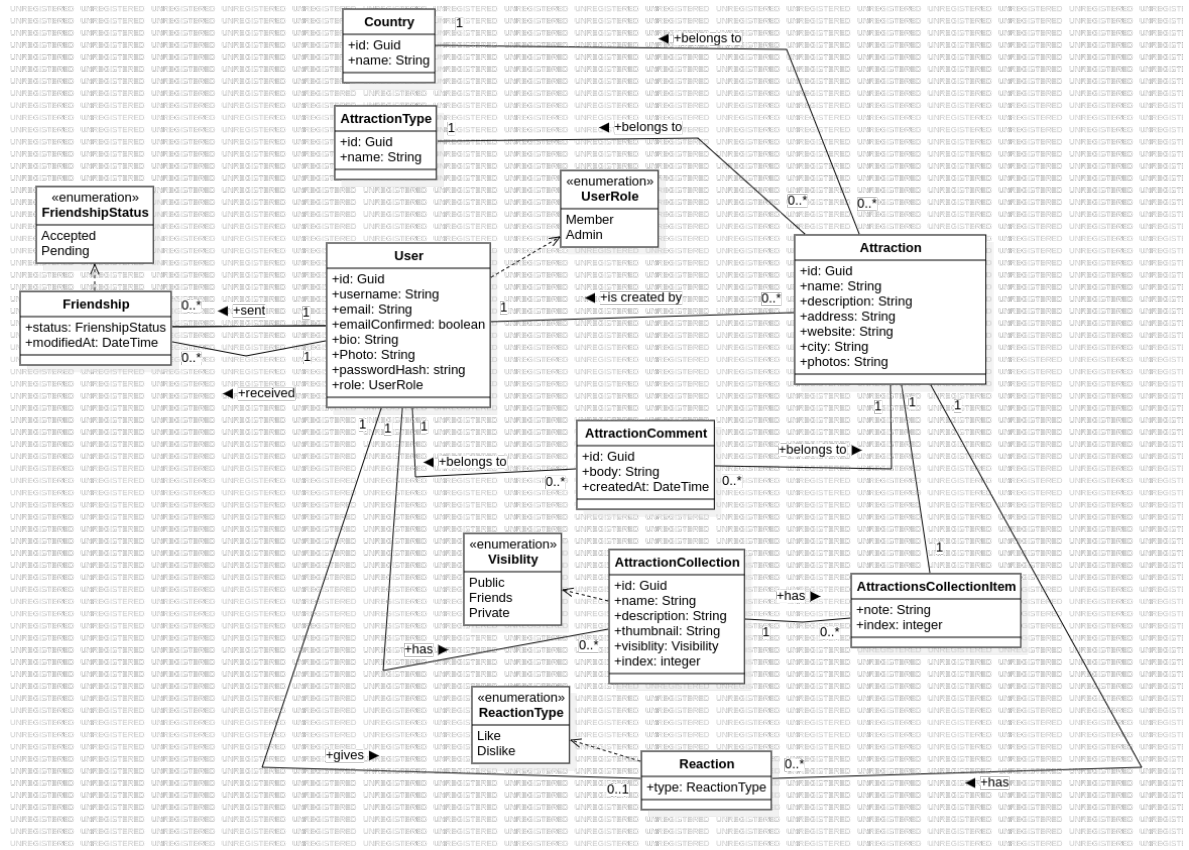 Country
+id: Guid
+name: String
1
◄ +belongs to
AttractionType
+id: Guid
+name: String
1
◄ +belongs to
0..*
0..*
«enumeration»
FriendshipStatus
Accepted
Pending
«enumeration»
UserRole
Member
Admin
Friendship
+status: FrienshipStatus
+modifiedAt: DateTime
0..*
◄ +sent
1
0..*
1
◄ +received
User
+id: Guid
+username: String
+email: String
+emailConfirmed: boolean
+bio: String
+Photo: String
+passwordHash: string
+role: UserRole
1
◄ +is created by
0..*
Attraction
+id: Guid
+name: String
+description: String
+address: String
+website: String
+city: String
+photos: String
1
1
1
1
1
1
◄ +belongs to
0..*
AttractionComment
+id: Guid
+body: String
+createdAt: DateTime
+belongs to ►
0..*
«enumeration»
Visiblity
Public
Friends
Private
AttractionCollection
+id: Guid
+name: String
+description: String
+thumbnail: String
+visiblity: Visibility
+index: integer
+has ►
0..*
+has ►
1
0..*
1
AttractionsCollectionItem
+note: String
+index: integer
«enumeration»
ReactionType
Like
Dislike
+gives ►
0..1
Reaction
+type: ReactionType
0..*
◄ +has
UNREGISTERED